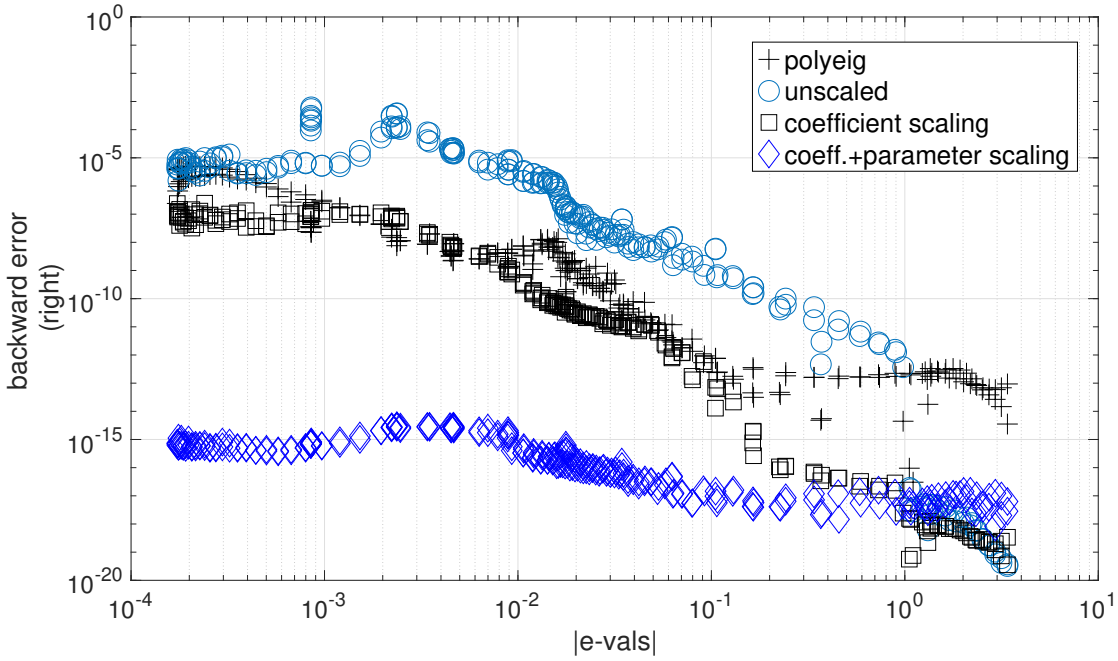 10^0
10^-5
10^-10
10^-15
10^-20
backward error
(right)
polyeig
unscaled
coefficient scaling
coeff.+parameter scaling
10^-4
10^-3
10^-2
10^-1
10^0
10^1
|e-vals|